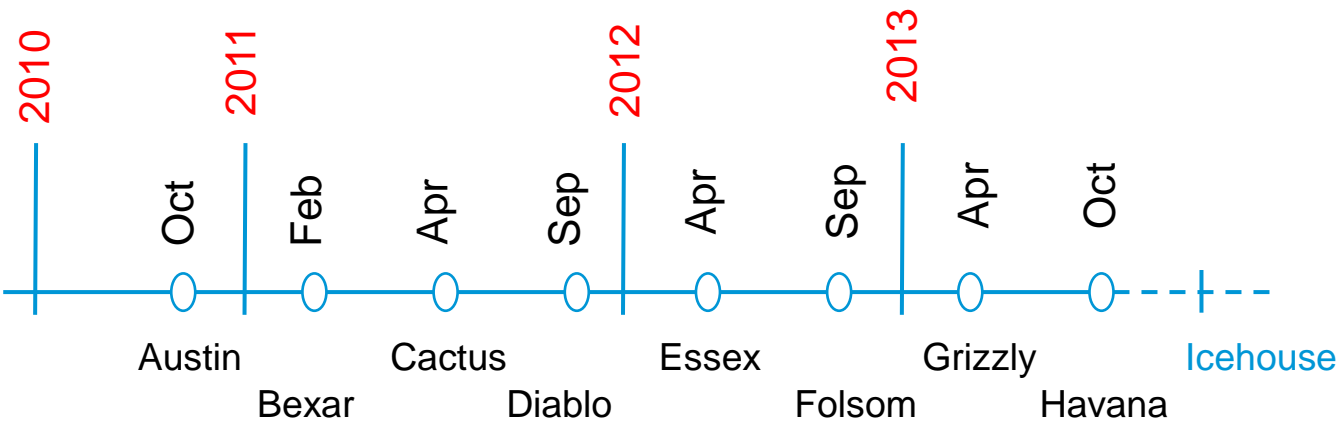 2010
2011
2012
2013
Oct
Feb
Apr
Sep
Apr
Sep
Apr
Oct
Austin
Cactus
Essex
Grizzly
Icehouse
Bexar
Diablo
Folsom
Havana